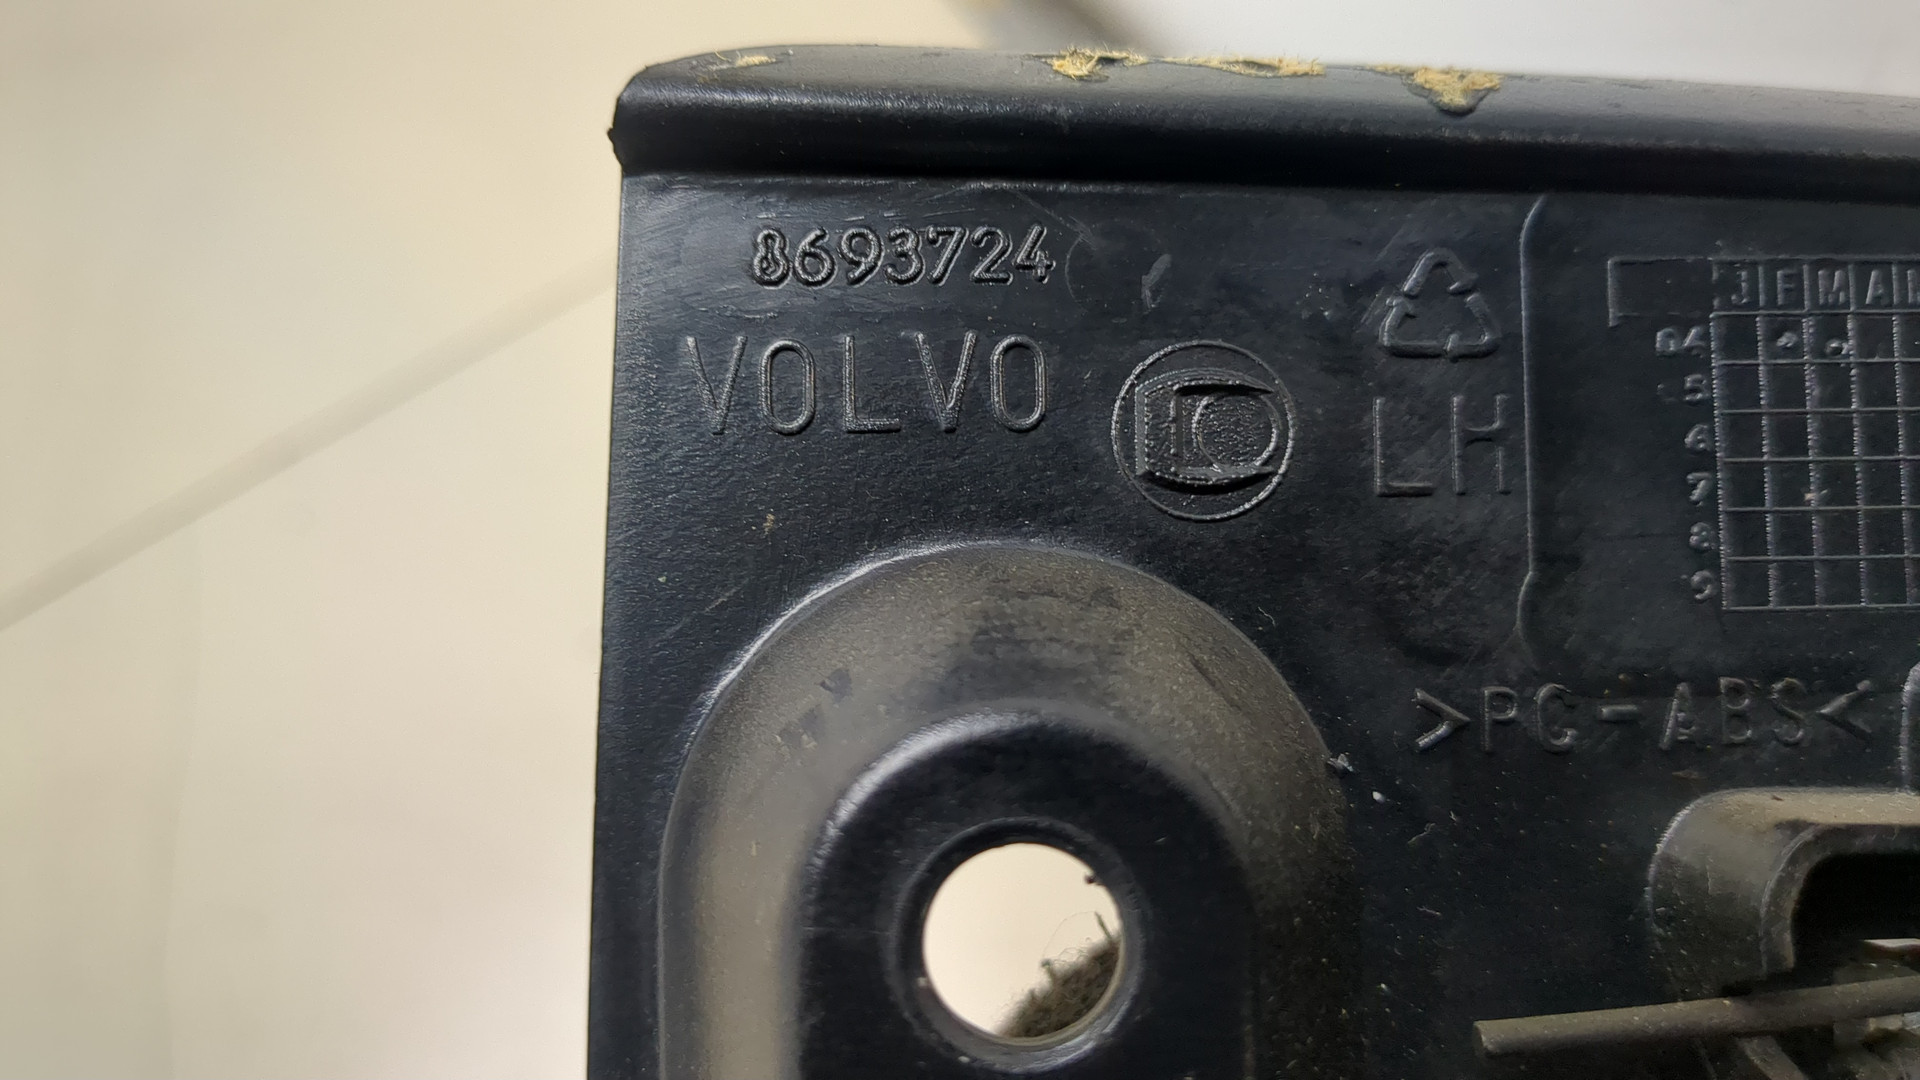 8693724
VOLVO
LH
J F M A M
04
5
6
7
8
9
>PC-ABS<